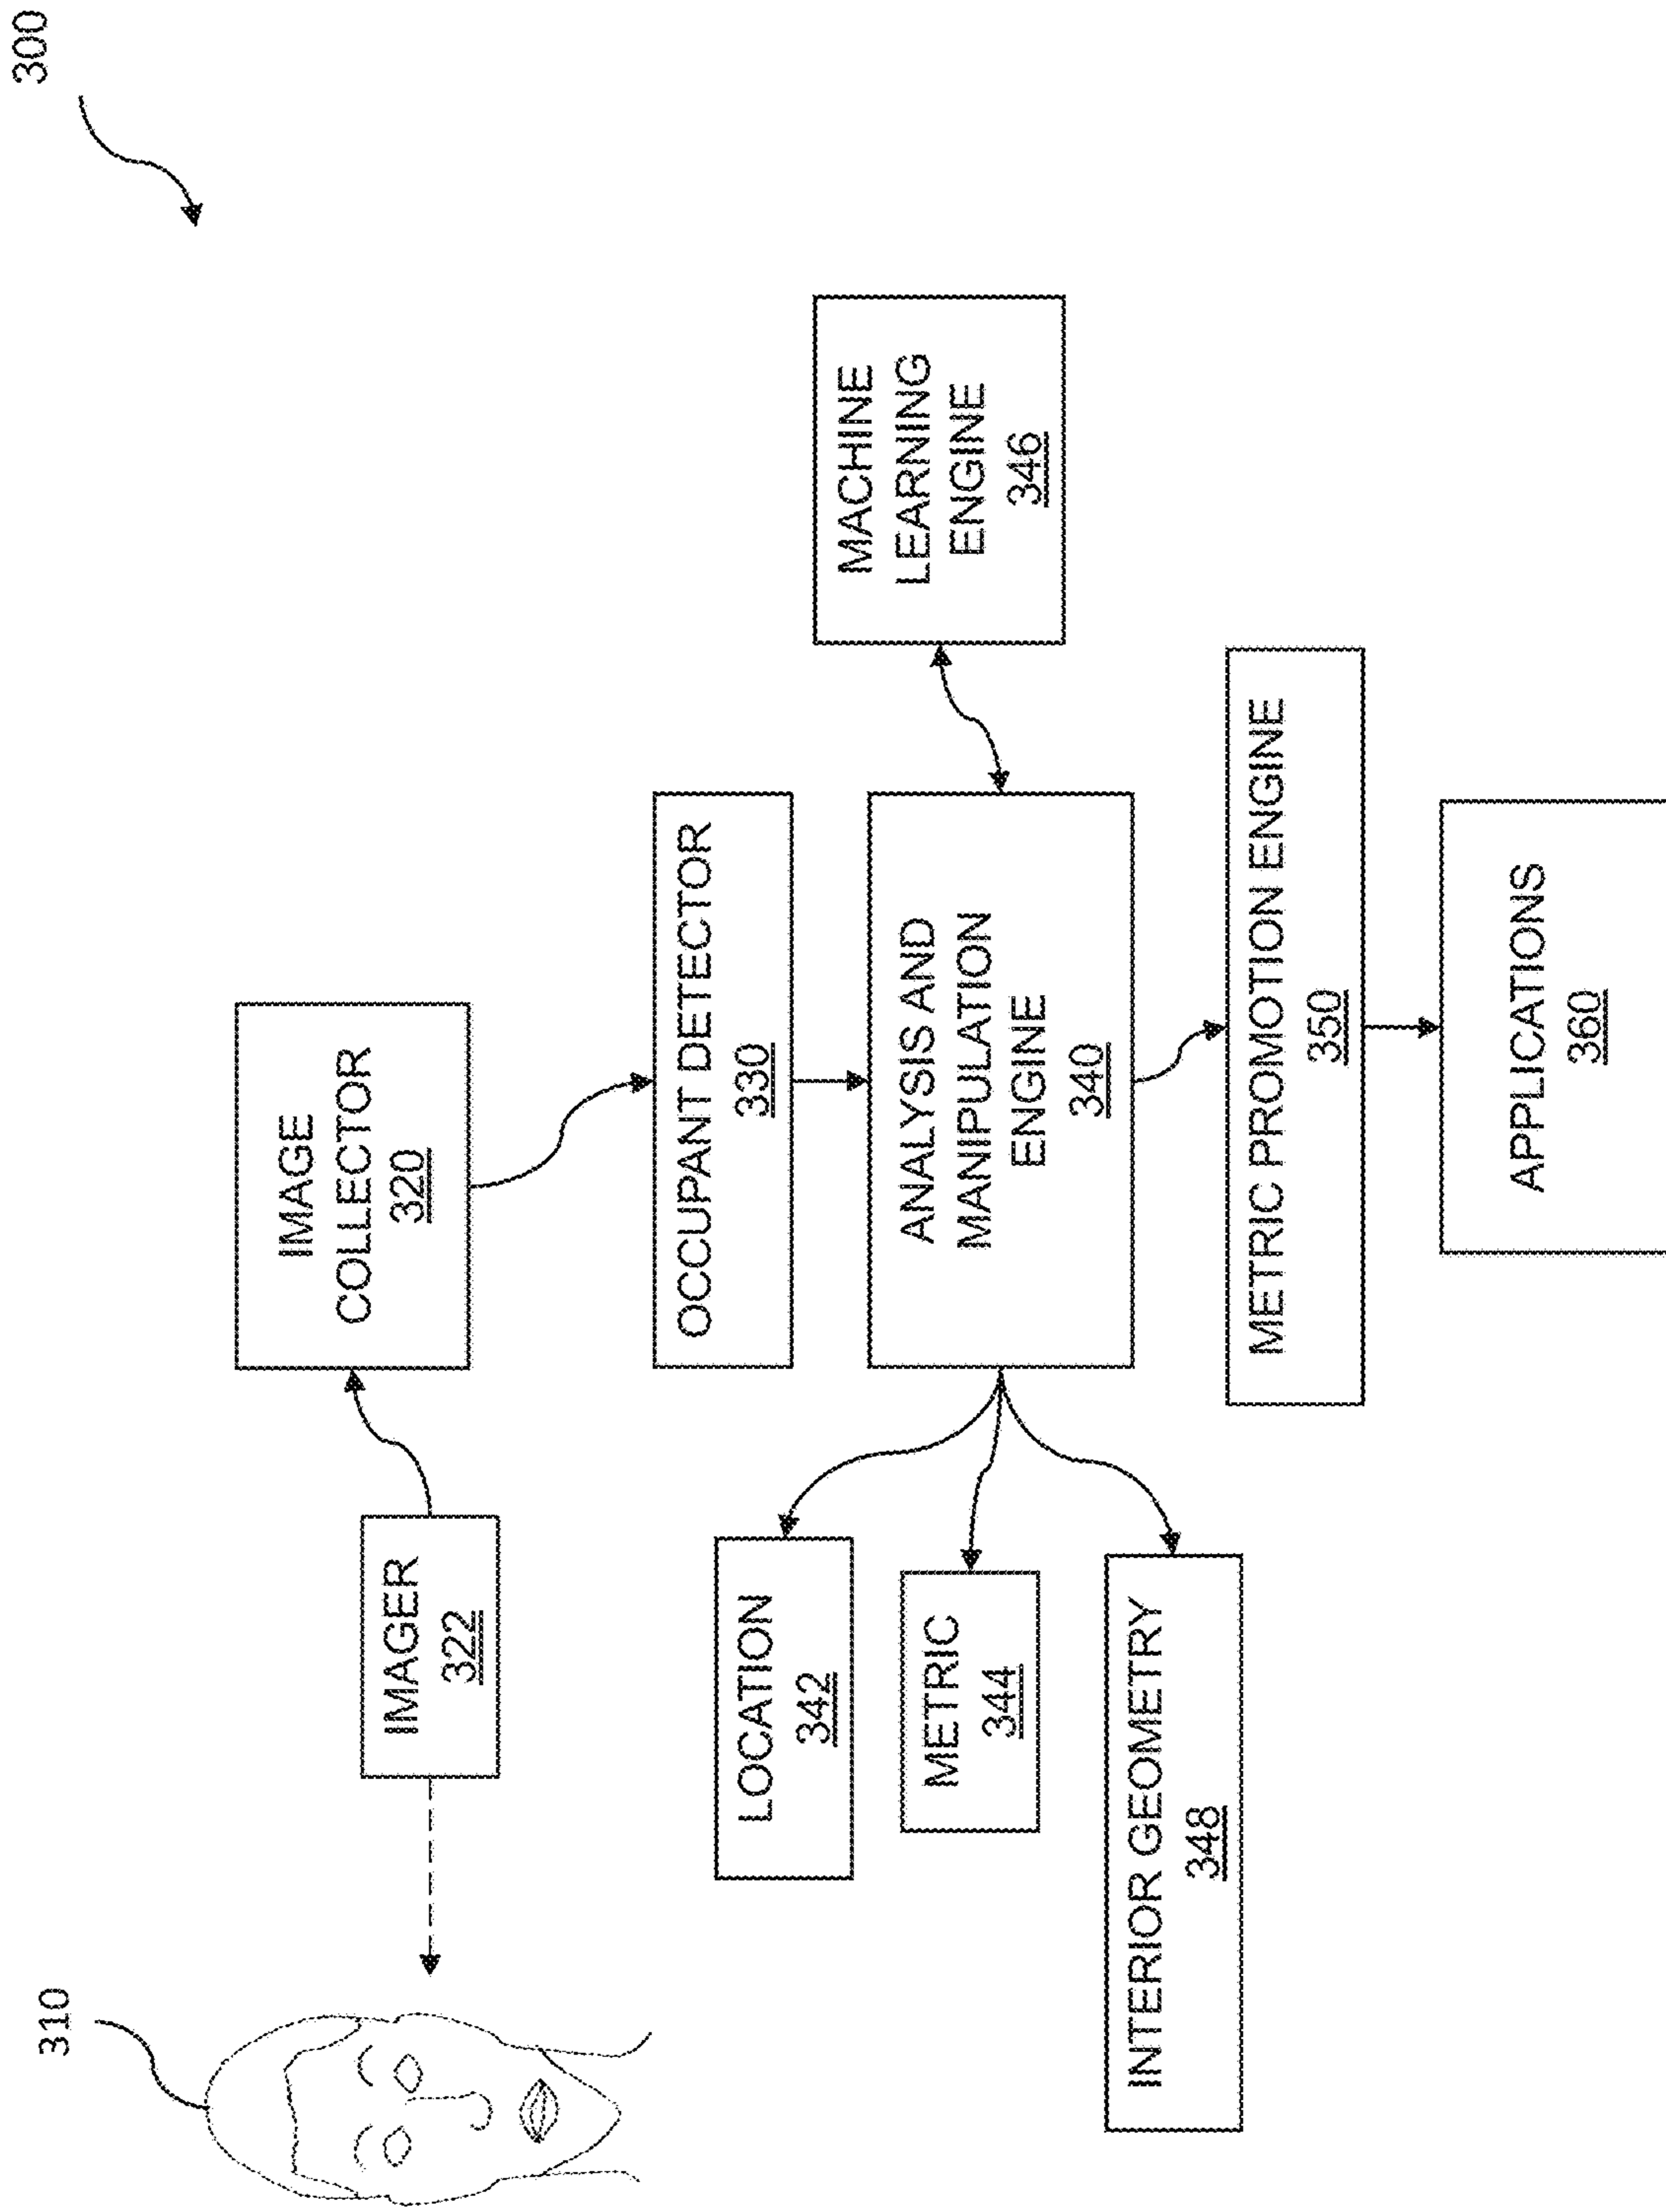 300
310
IMAGER
322
IMAGE
COLLECTOR
320
OCCUPANT DETECTOR
330
LOCATION
342
METRIC
344
INTERIOR GEOMETRY
348
ANALYSIS AND
MANIPULATION
ENGINE
340
MACHINE
LEARNING
ENGINE
346
METRIC PROMOTION ENGINE
350
APPLICATIONS
360